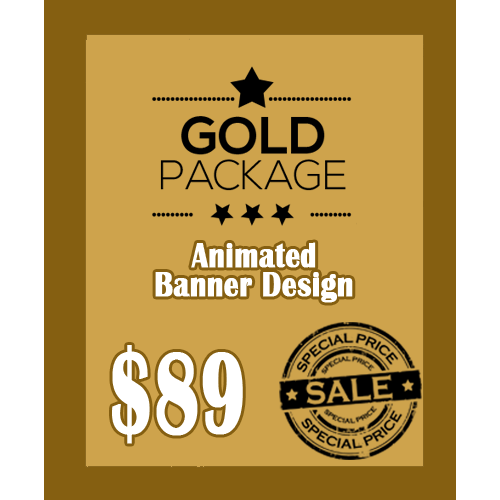 GOLD
PACKAGE
Animated
Banner Design
$89
SPECIAL PRICE
SPECIAL PRICE
SALE
SPECIAL PRICE
SPECIAL PRICE